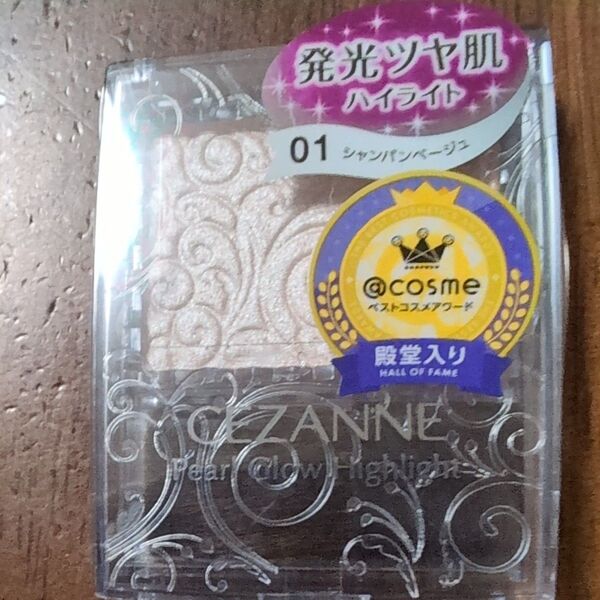 発光ツヤ肌
ハイライト
01 シャンパンベージュ
@cosme
ベストコスメアワード
殿堂入り
HALL OF FAME
CEZANNE
Pearl Glow Highlight